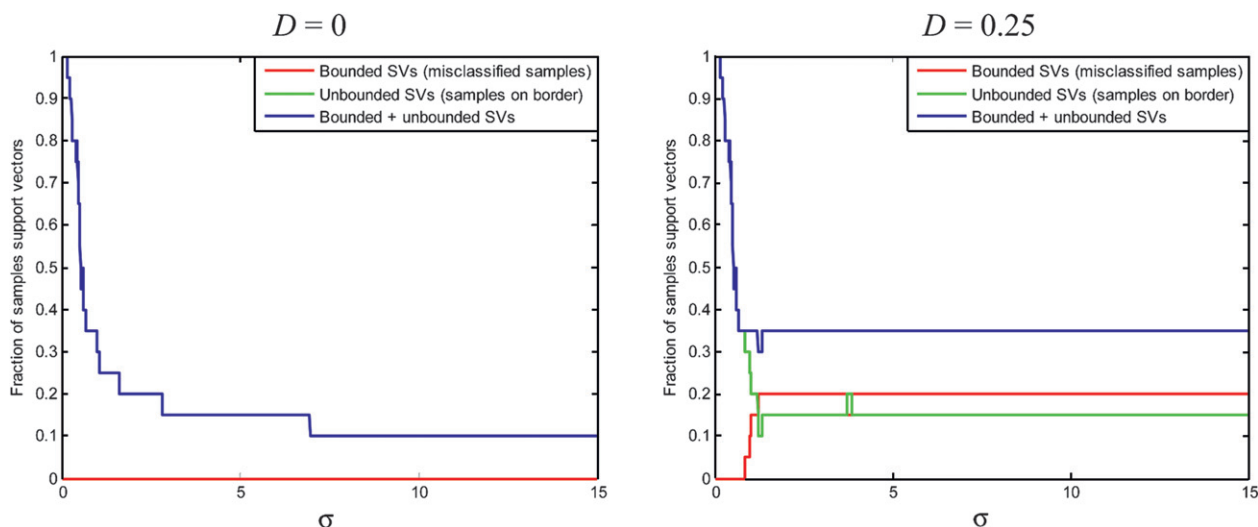 D = 0
Bounded SVs (misclassified samples)
Unbounded SVs (samples on border)
Bounded + unbounded SVs
Fraction of samples support vectors
1
0.9
0.8
0.7
0.6
0.5
0.4
0.3
0.2
0.1
0
0 5 10 15
σ
D = 0.25
Bounded SVs (misclassified samples)
Unbounded SVs (samples on border)
Bounded + unbounded SVs
Fraction of samples support vectors
1
0.9
0.8
0.7
0.6
0.5
0.4
0.3
0.2
0.1
0
0 5 10 15
σ